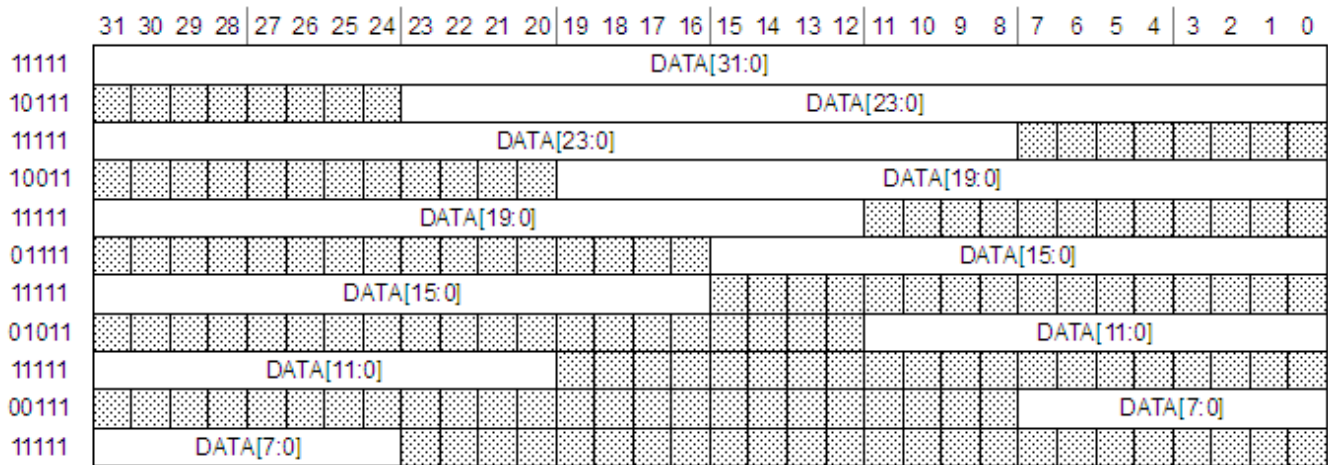 31 30 29 28 27 26 25 24 23 22 21 20 19 18 17 16 15 14 13 12 11 10 9 8 7 6 5 4 3 2 1 0
11111 DATA[31:0]
10111 DATA[23:0]
11111 DATA[23:0]
10011 DATA[19:0]
11111 DATA[19:0]
01111 DATA[15:0]
11111 DATA[15:0]
01011 DATA[11:0]
11111 DATA[11:0]
00111 DATA[7:0]
11111 DATA[7:0]